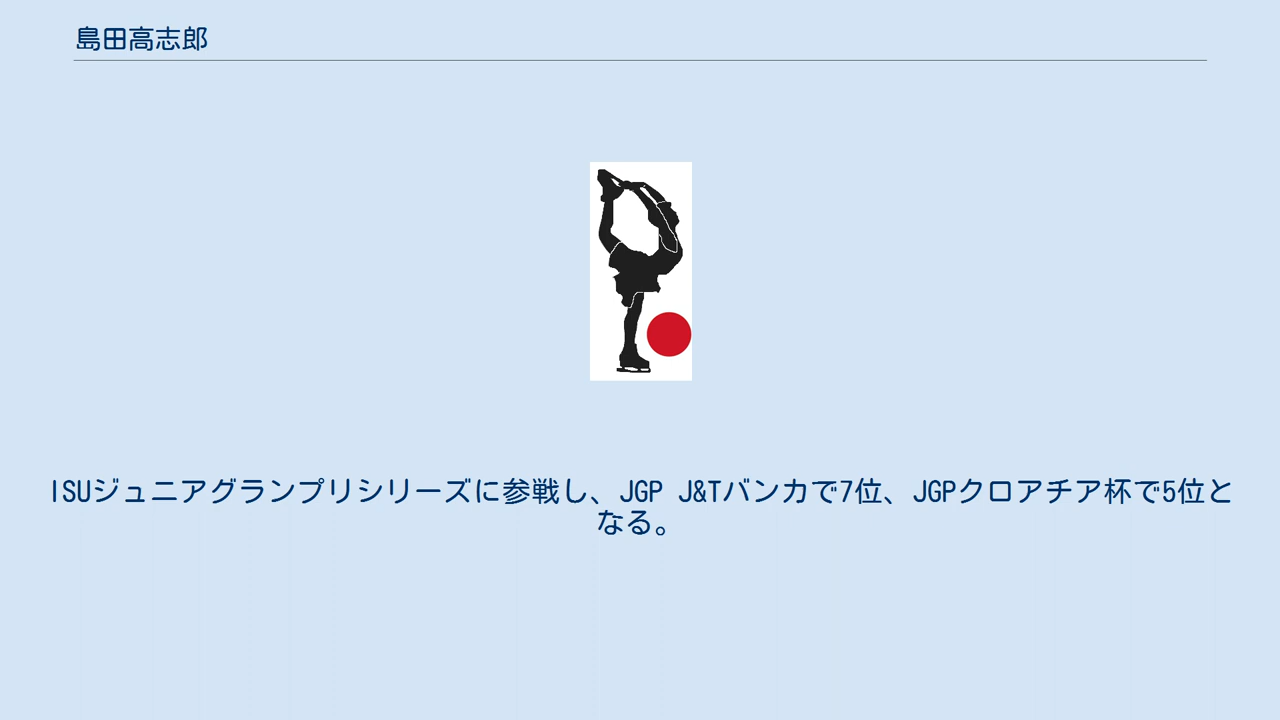 島田高志郎
ISUジュニアグランプリシリーズに参戦し、JGP J&Tバンカで7位、JGPクロアチア杯で5位と
なる。